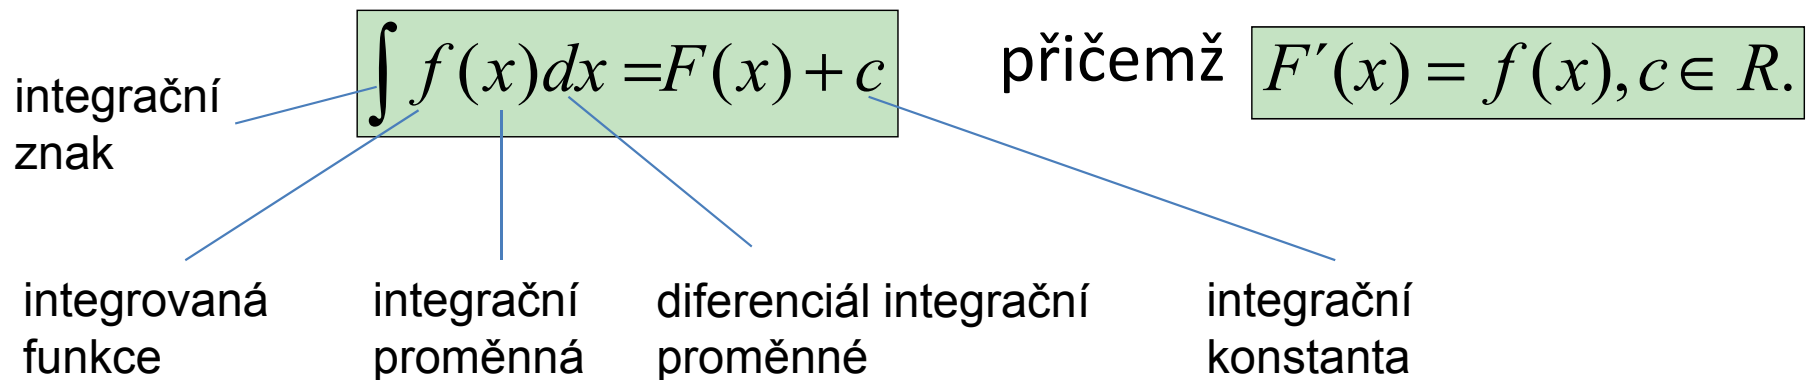 ∫ f(x)dx = F(x) + c přičemž F´(x) = f(x), c ∈ R.
integrační
znak
integrovaná
funkce
integrační
proměnná
diferenciál integrační
proměnné
integrační
konstanta